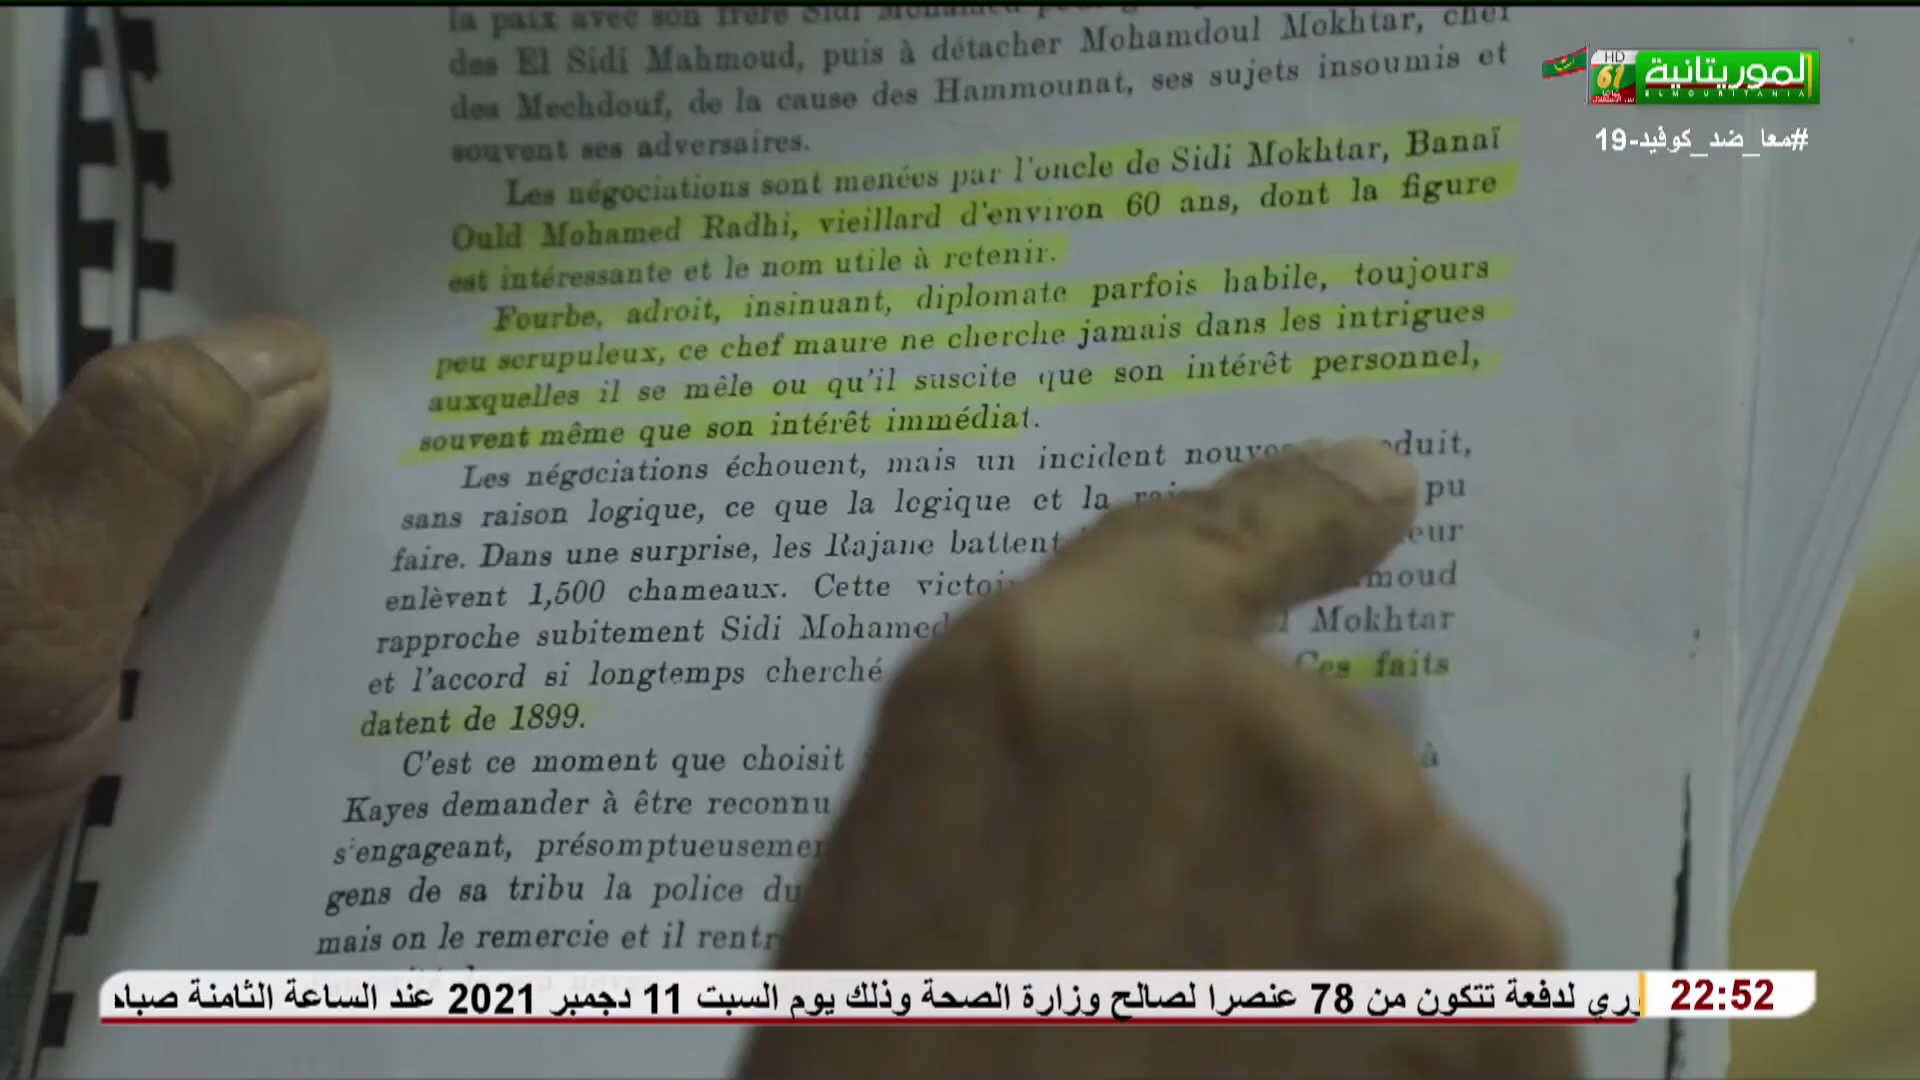 la paix avec son frère Sidi Mohamed
des El Sidi Mahmoud, puis à détacher Mohamdoul Mokhtar, chef
des Mechdouf, de la cause des Hammounat, ses sujets insoumis et
souvent ses adversaires.
Les négociations sont menées par l'oncle de Sidi Mokhtar, Banaï
Ould Mohamed Radhi, vieillard d'environ 60 ans, dont la figure
est intéressante et le nom utile à retenir.
Fourbe, adroit, insinuant, diplomate parfois habile, toujours
peu scrupuleux, ce chef maure ne cherche jamais dans les intrigues
auxquelles il se mêle ou qu'il suscite que son intérêt personnel,
souvent même que son intérêt immédiat.
Les négociations échouent, mais un incident
sans raison logique, ce que la logique et la pu
faire. Dans une surprise, les Rajane battent
enlèvent 1,500 chameaux. Cette
rapproche subitement Sidi Mohamed Mokhtar
et l'accord si longtemps cherché Ces faits
datent de 1899.
C'est ce moment que choisit à
Kayes demander à être reconnu
s'engageant,
gens de sa tribu la police du
mais on le remercie et il
HD
61
الموريتانية
ELMOURITANIA
#معا_ضد_كوفيد-19
لدفعة تتكون من 78 عنصرا لصالح وزارة الصحة وذلك يوم السبت 11 دجمبر 2021 عند الساعة الثامنة
22:52